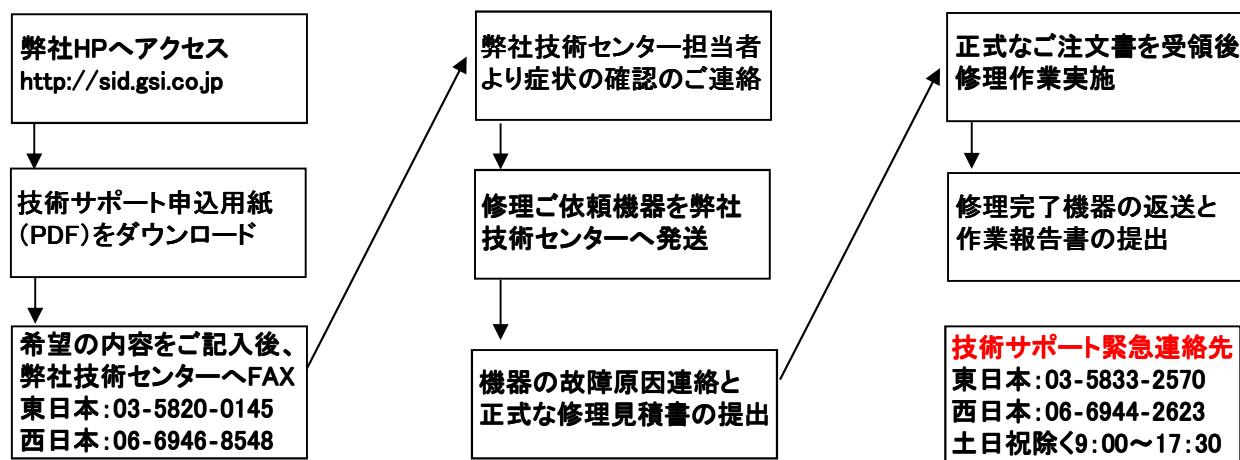 弊社HPへアクセス
http://sid.gsi.co.jp
技術サポート申込用紙
(PDF)をダウンロード
希望の内容をご記入後、
弊社技術センターへFAX
東日本:03-5820-0145
西日本:06-6946-8548
弊社技術センター担当者
より症状の確認のご連絡
修理ご依頼機器を弊社
技術センターへ発送
機器の故障原因連絡と
正式な修理見積書の提出
正式なご注文書を受領後
修理作業実施
修理完了機器の返送と
作業報告書の提出
技術サポート緊急連絡先
東日本:03-5833-2570
西日本:06-6944-2623
土日祝除く9:00~17:30